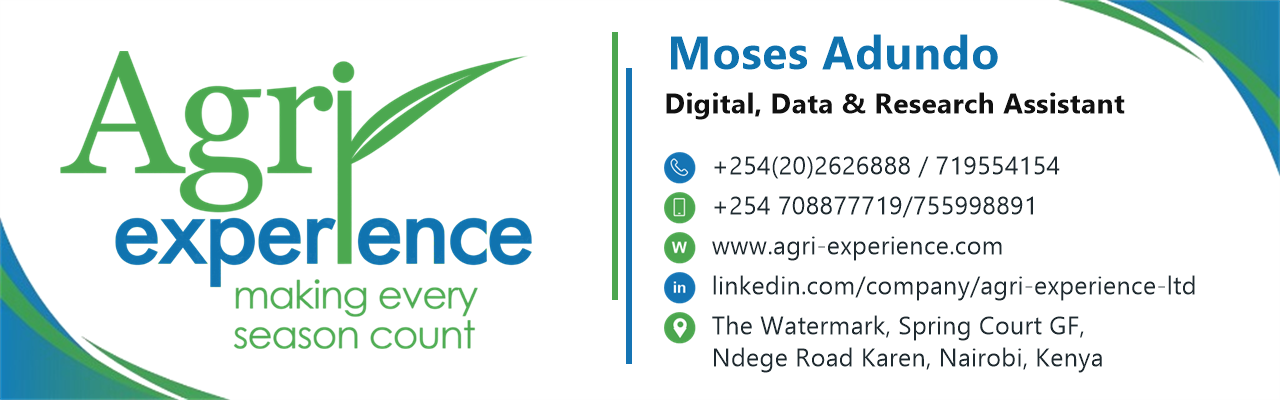 Agri
experience
making every
season count
Moses Adundo
Digital, Data & Research Assistant
+254(20)2626888 / 719554154
+254 708877719/755998891
W www.agri-experience.com
in linkedin.com/company/agri-experience-ltd
The Watermark, Spring Court GF,
Ndege Road Karen, Nairobi, Kenya